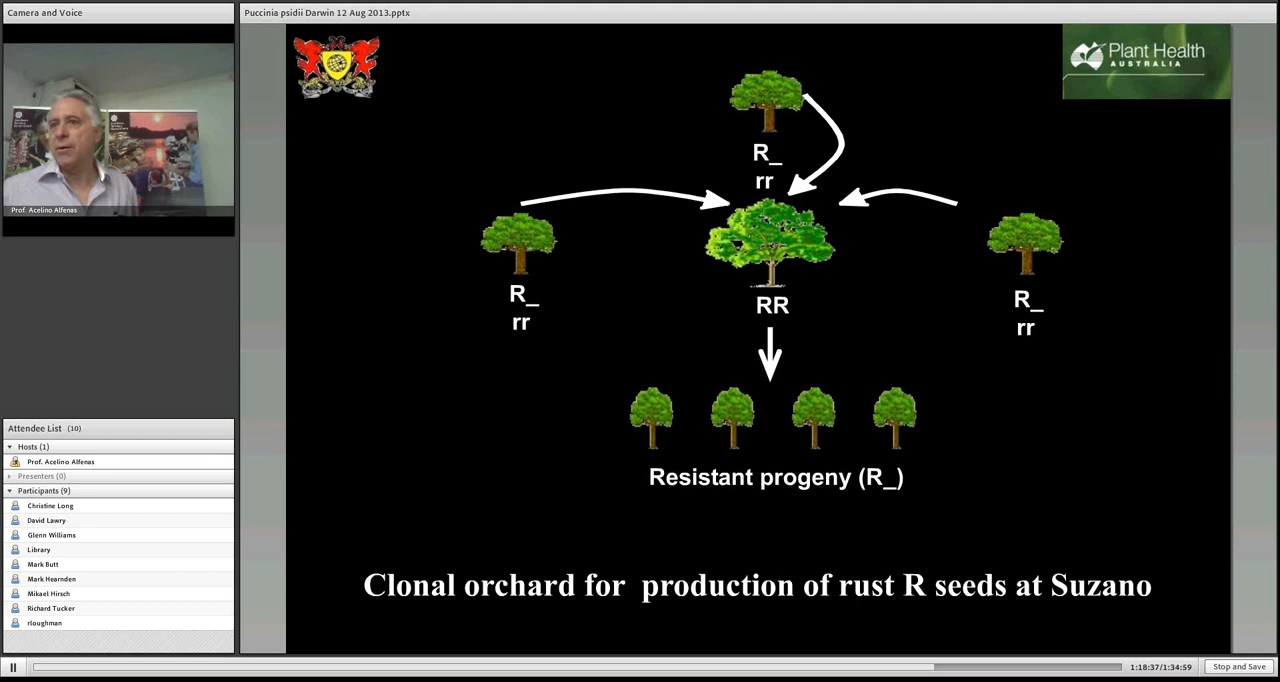 Camera and Voice
Puccinia psidii Darwin 12 Aug 2013.pptx
Prof. Acelino Alfenas
Plant Health
AUSTRALIA
R_
rr
R_
rr
RR
R_
rr
Resistant progeny (R_)
Clonal orchard for production of rust R seeds at Suzano
Attendee List (10)
Hosts (1)
Prof. Acelino Alfenas
Presenters (0)
Participants (9)
Christine Long
David Lawry
Glenn Williams
Library
Mark Butt
Mark Hearnden
Mikael Hirsch
Richard Tucker
rloughman
1:18:37/1:34:59
Stop and Save